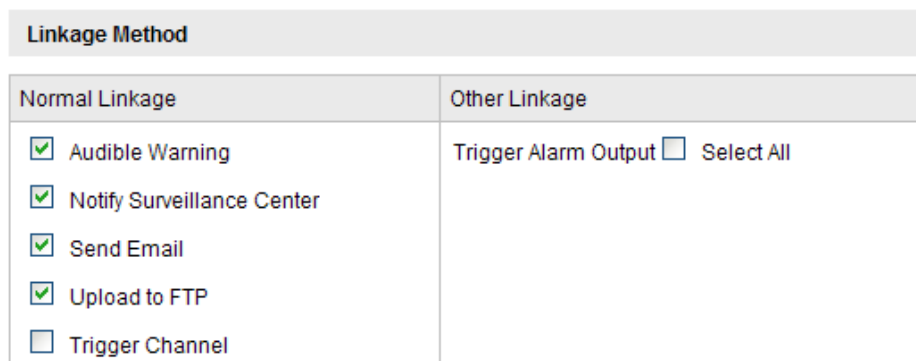 Linkage Method
Normal Linkage
Other Linkage
Audible Warning
Trigger Alarm Output Select All
Notify Surveillance Center
Send Email
Upload to FTP
Trigger Channel